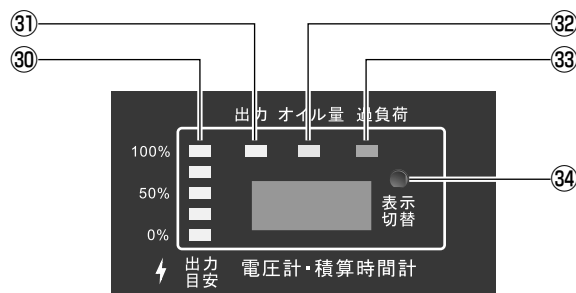 ㉛ ㉜
㉚ ㉝
出力 オイル量 過負荷
100%
50%
㉞
表示
切替
0%
出力
目安
電圧計・積算時間計